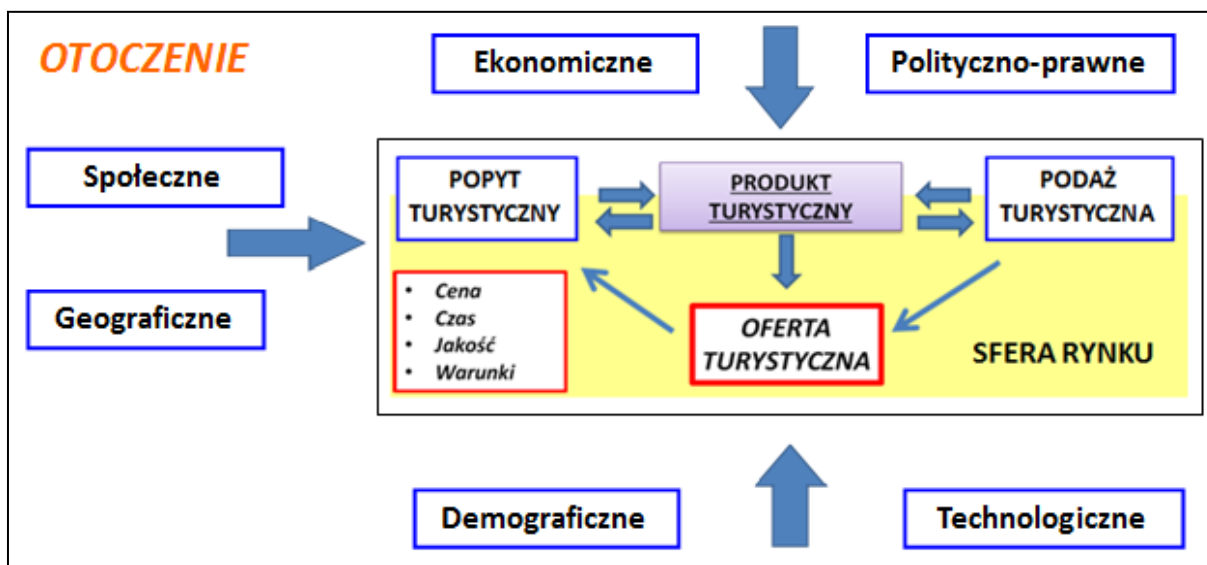 OTOCZENIE
Ekonomiczne
Polityczno-prawne
Społeczne
Geograficzne
POPYT
TURYSTYCZNY
PRODUKT
TURYSTYCZNY
PODAŻ
TURYSTYCZNA
• Cena
• Czas
• Jakość
• Warunki
OFERTA
TURYSTYCZNA
SFERA RYNKU
Demograficzne
Technologiczne